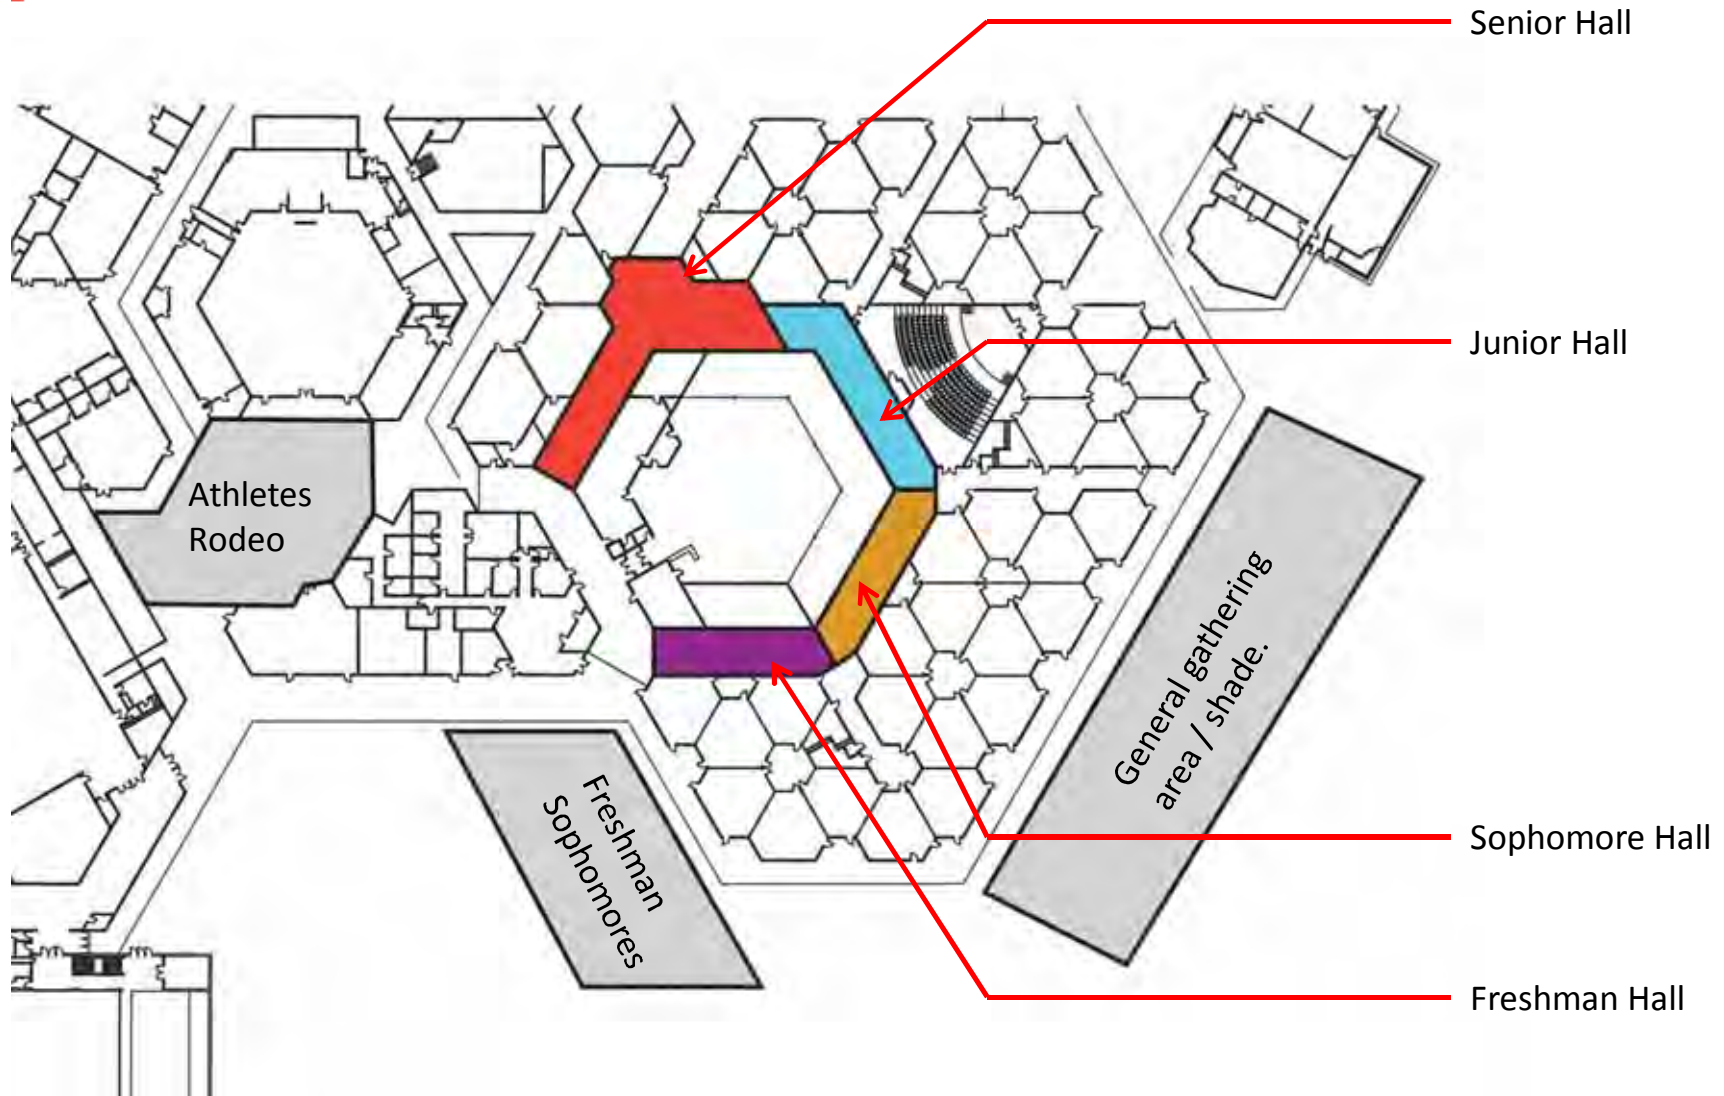 Senior Hall
Junior Hall
Athletes
Rodeo
General gathering
area / shade.
Freshman
Sophomores
Sophomore Hall
Freshman Hall